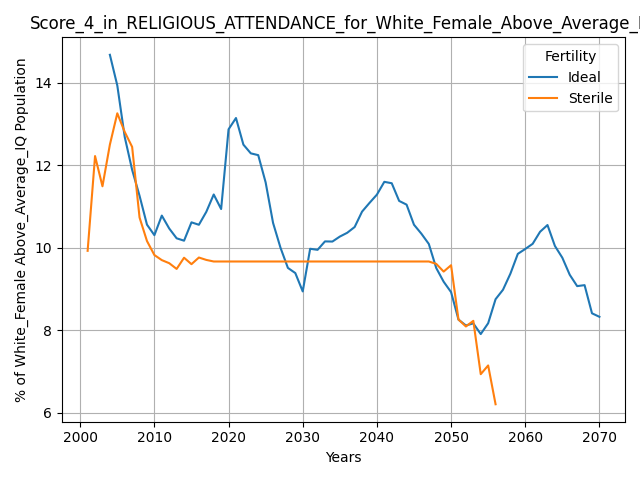 Score_4_in_RELIGIOUS_ATTENDANCE_for_White_Female_Above_Average_
% of White_Female Above_Average_IQ Population
14
12
10
8
6
Fertility
Ideal
Sterile
2000 2010 2020 2030 2040 2050 2060 2070
Years